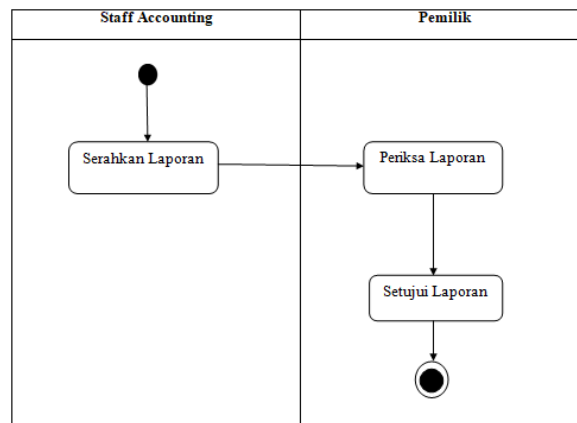 Staff Accounting
Pemilik
Serahkan Laporan
Periksa Laporan
Setujui Laporan